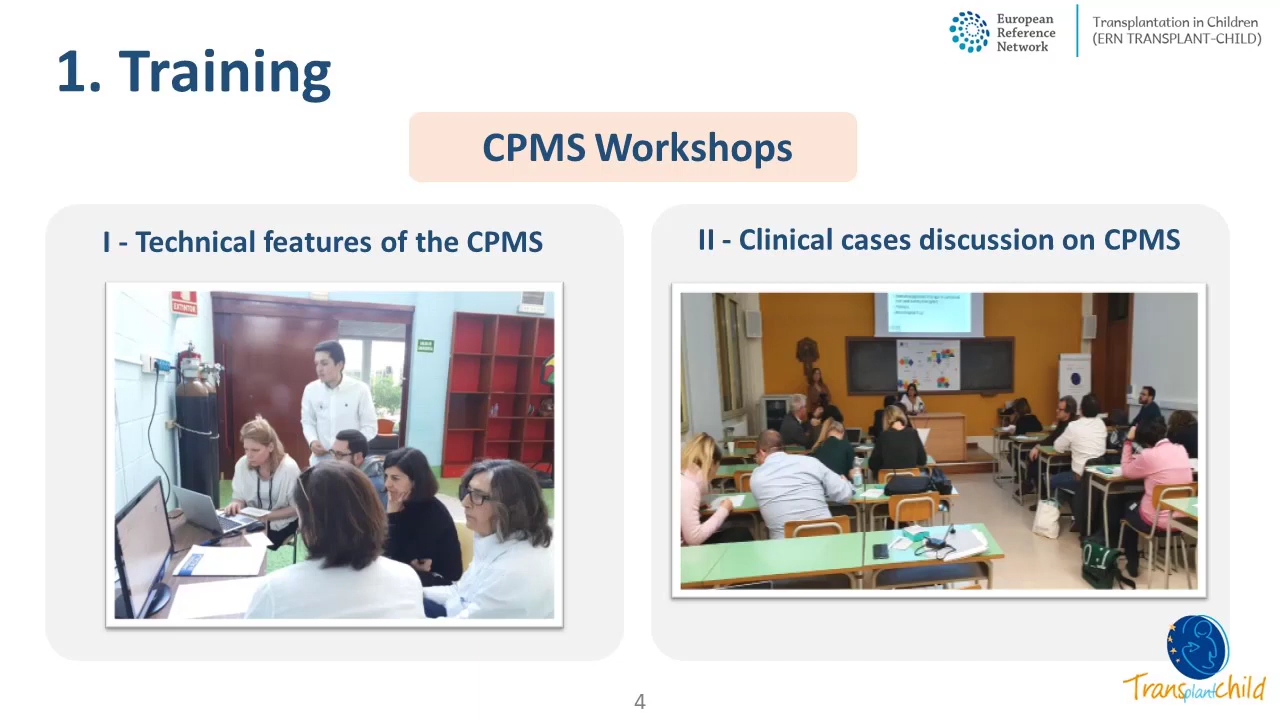 European
Reference
Network
Transplantation in Children
(ERN TRANSPLANT-CHILD)
1. Training
CPMS Workshops
I - Technical features of the CPMS
II - Clinical cases discussion on CPMS
EXTINTOR
TransplantChild
4